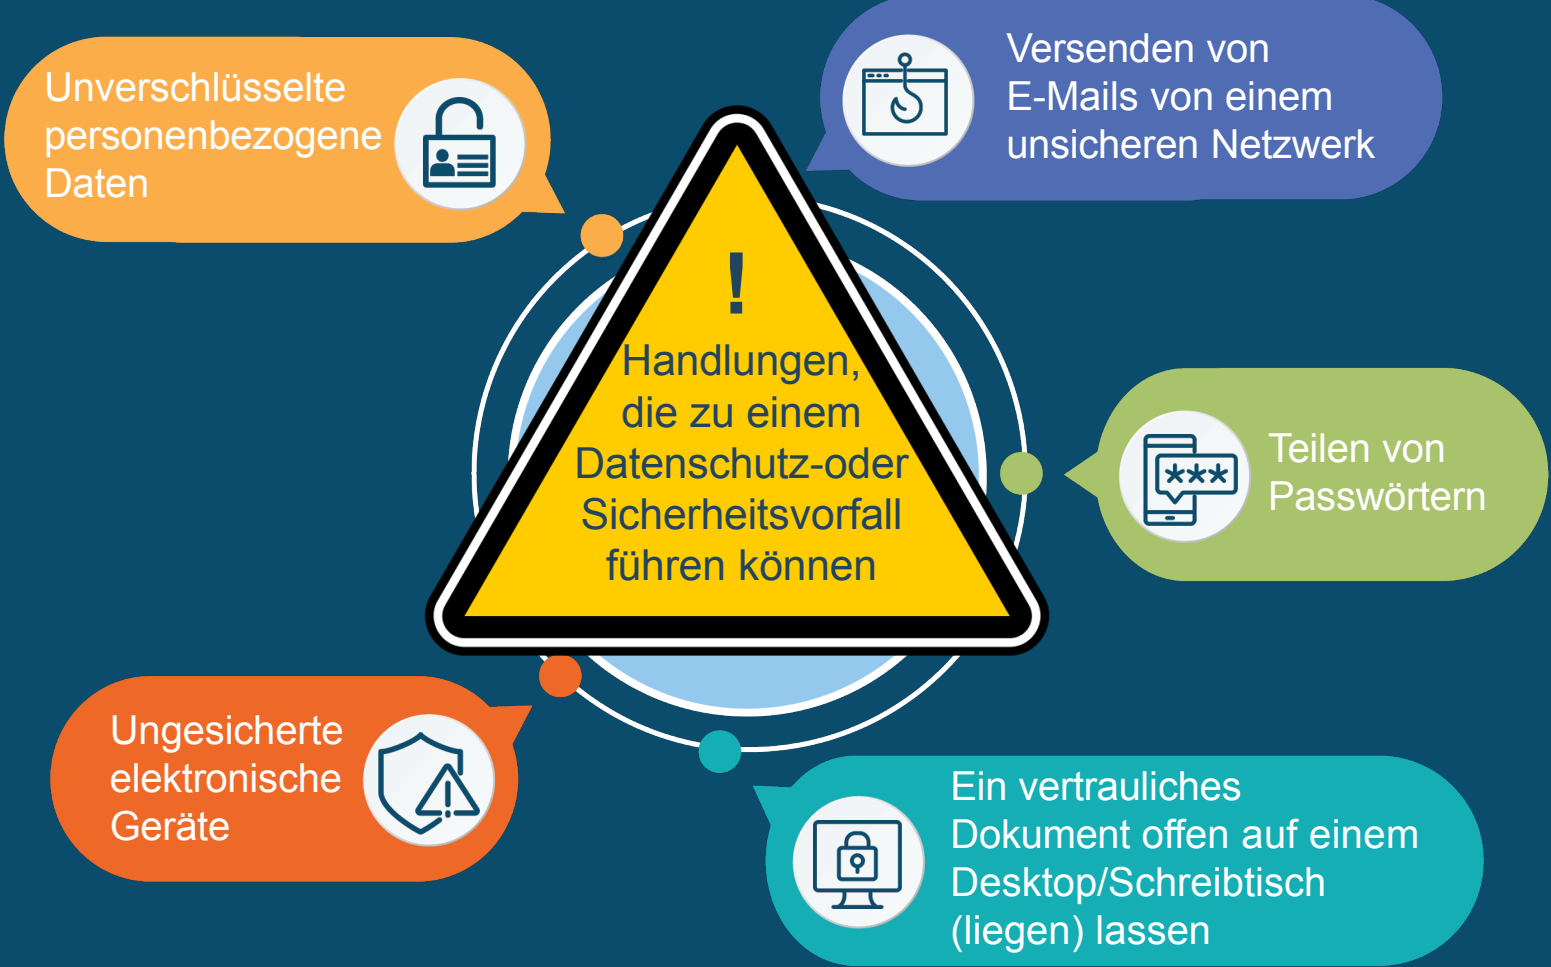 Unverschlüsselte
personenbezogene
Daten
Versenden von
E-Mails von einem
unsicheren Netzwerk
!
Handlungen,
die zu einem
Datenschutz-oder
Sicherheitsvorfall
führen können
***
Teilen von
Passwörtern
Ungesicherte
elektronische
Geräte
Ein vertrauliches
Dokument offen auf einem
Desktop/Schreibtisch
(liegen) lassen